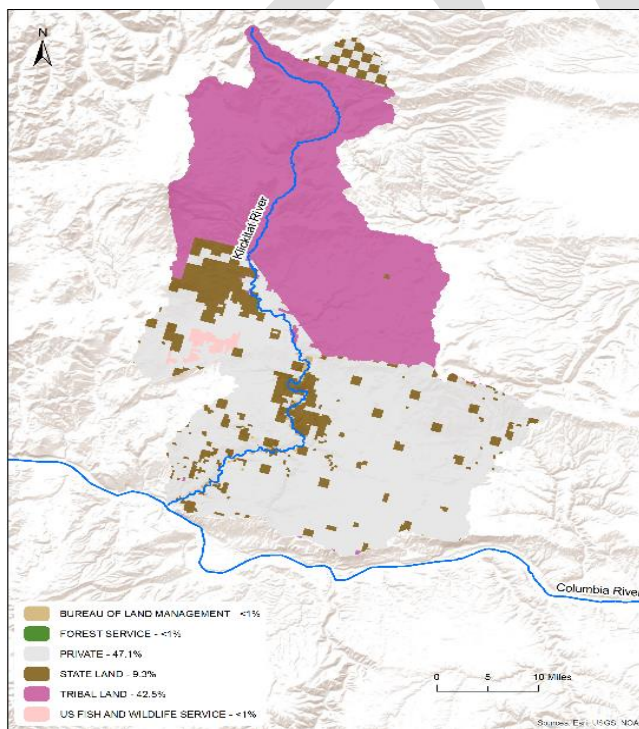 N
Klickitat River
Columbia River
BUREAU OF LAND MANAGEMENT - <1%
FOREST SERVICE - <1%
PRIVATE - 47.1%
STATE LAND - 9.3%
TRIBAL LAND - 42.5%
US FISH AND WILDLIFE SERVICE - <1%
0 5 10 Miles
Sources: Esri, USGS, NOAA